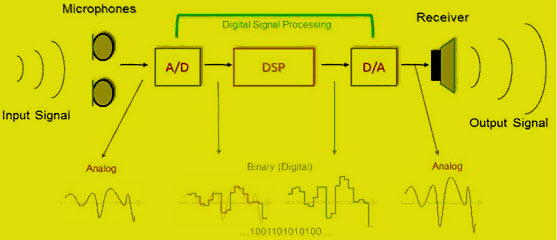 Microphones
Receiver
Digital Signal Processing
A/D
DSP
D/A
Input Signal
Output Signal
Analog
Binary (Digital)
Analog
....1001101010100 ....